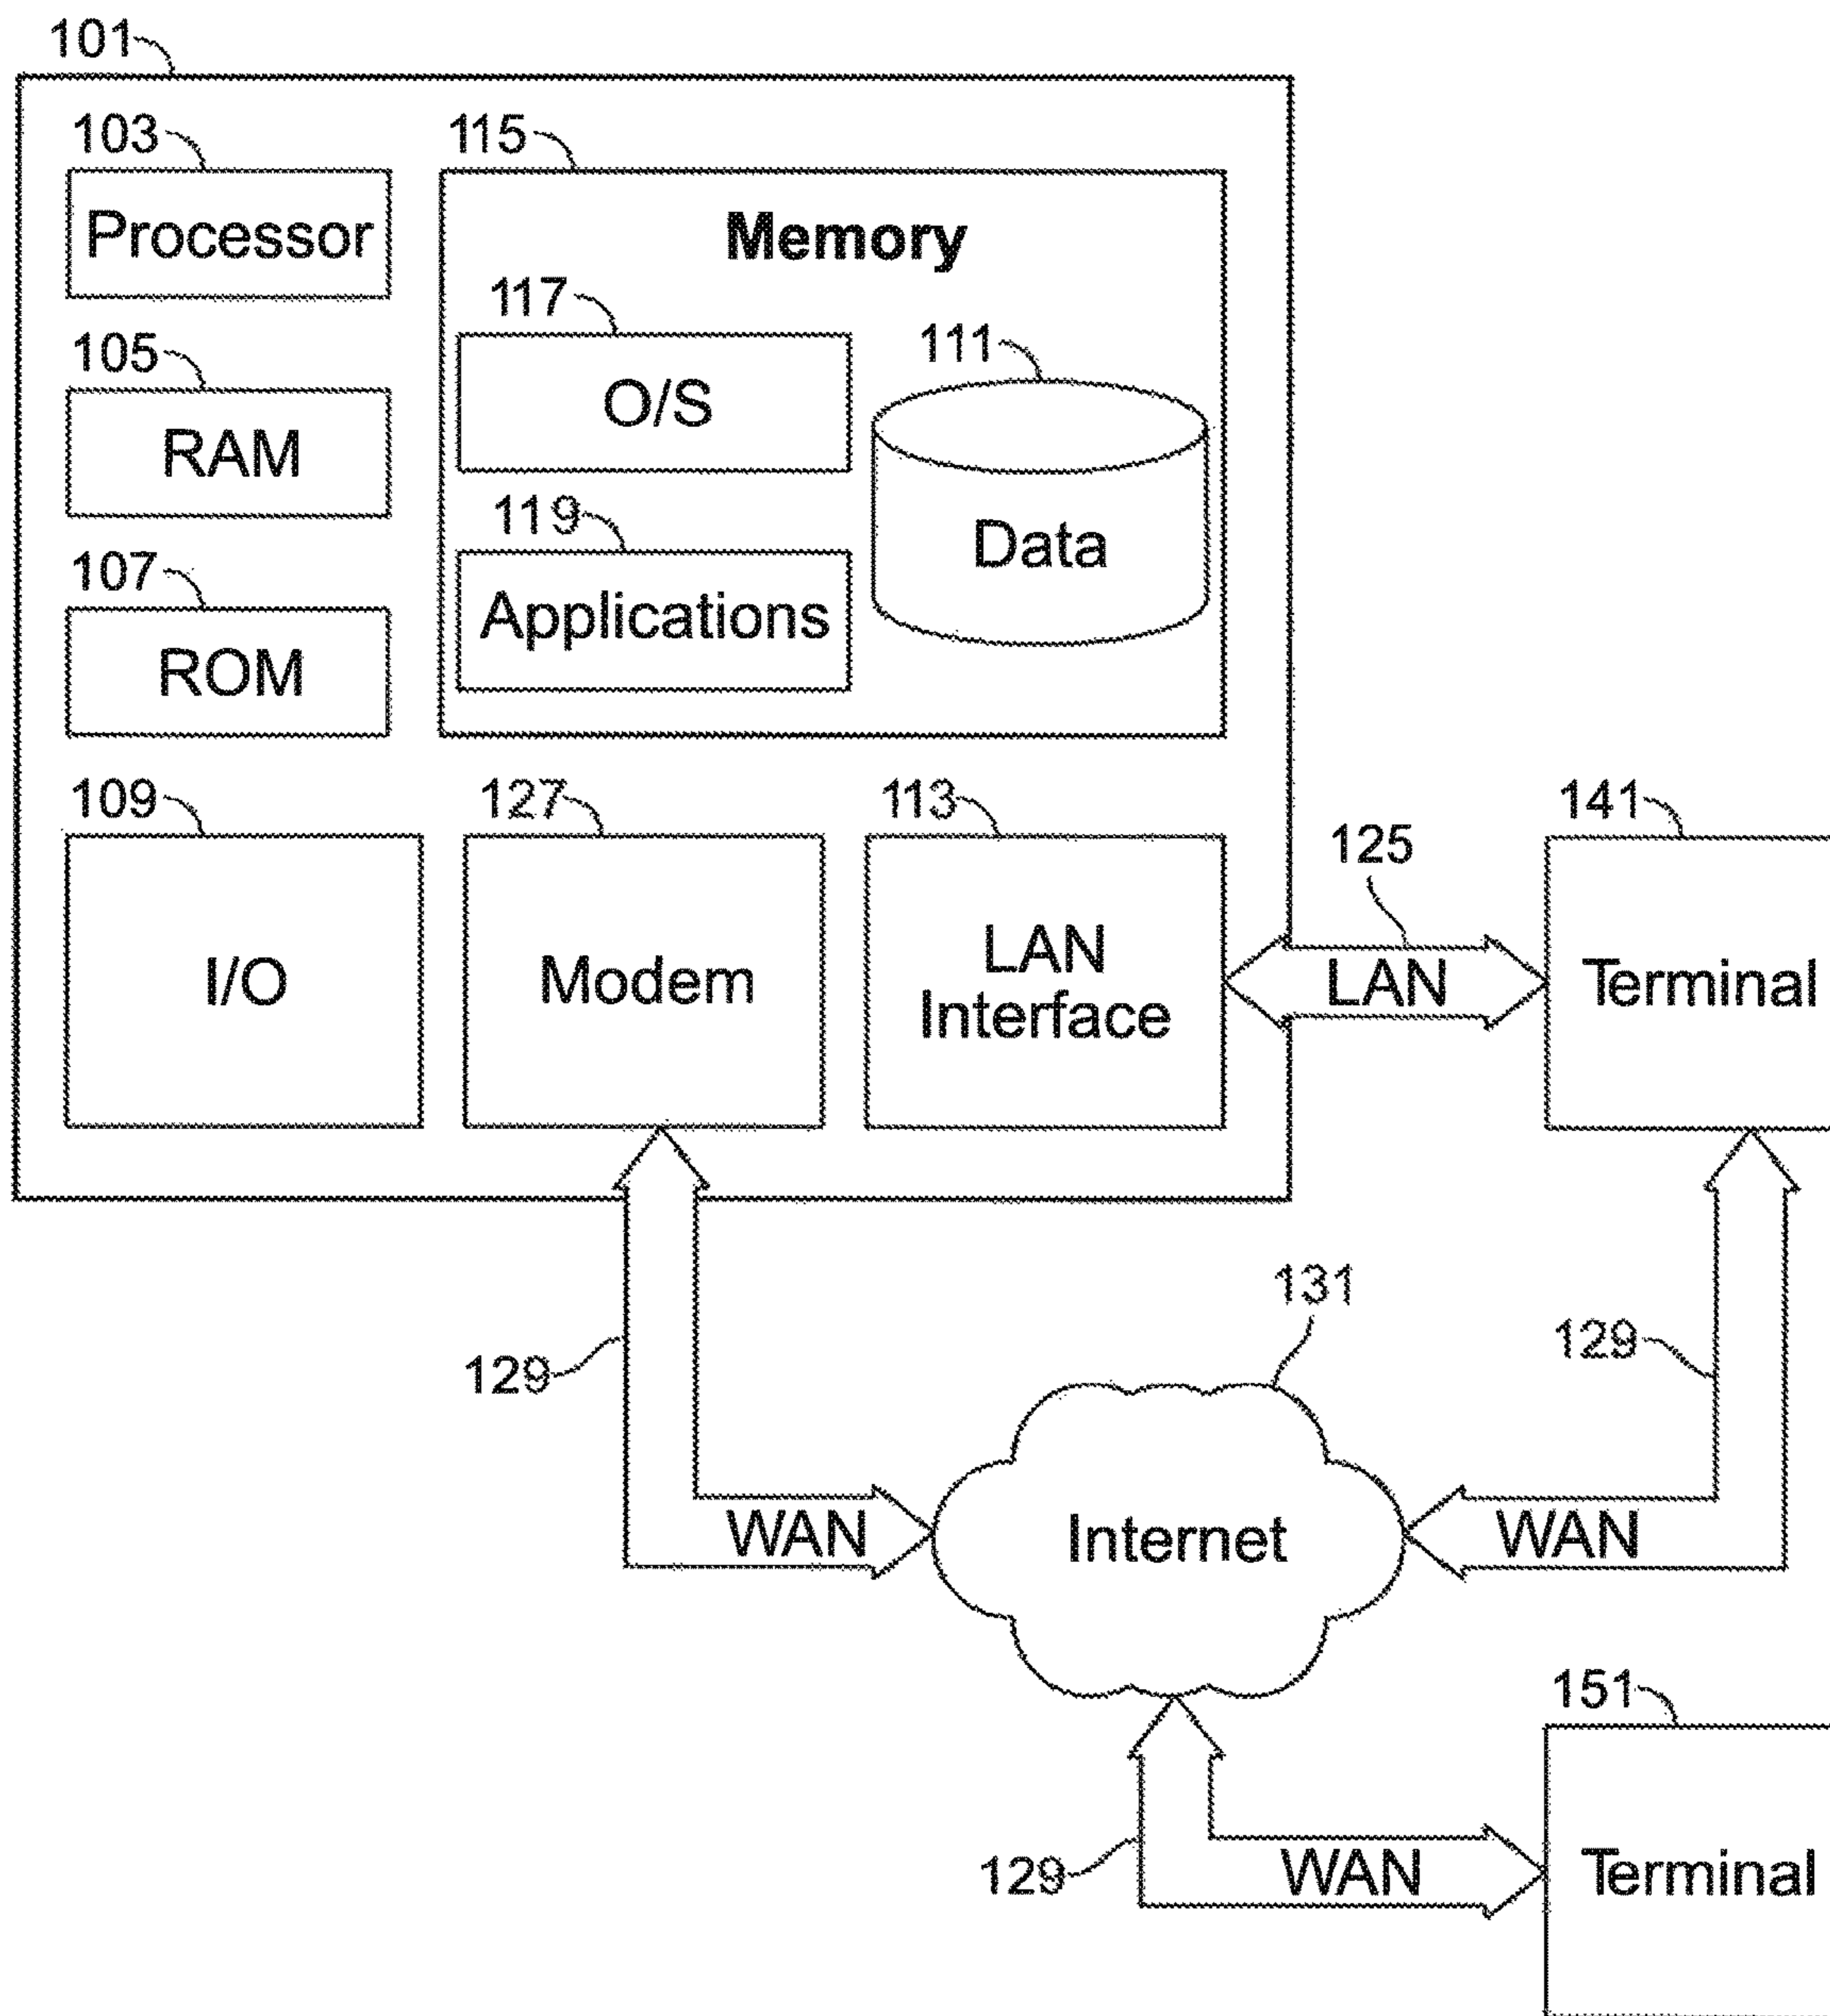 101
103
115
Processor
Memory
117
105
111
O/S
RAM
119
Data
107
Applications
ROM
109
127
113
141
125
I/O
Modem
LAN
Interface
LAN
Terminal
131
129
129
WAN
Internet
WAN
151
129
WAN
Terminal